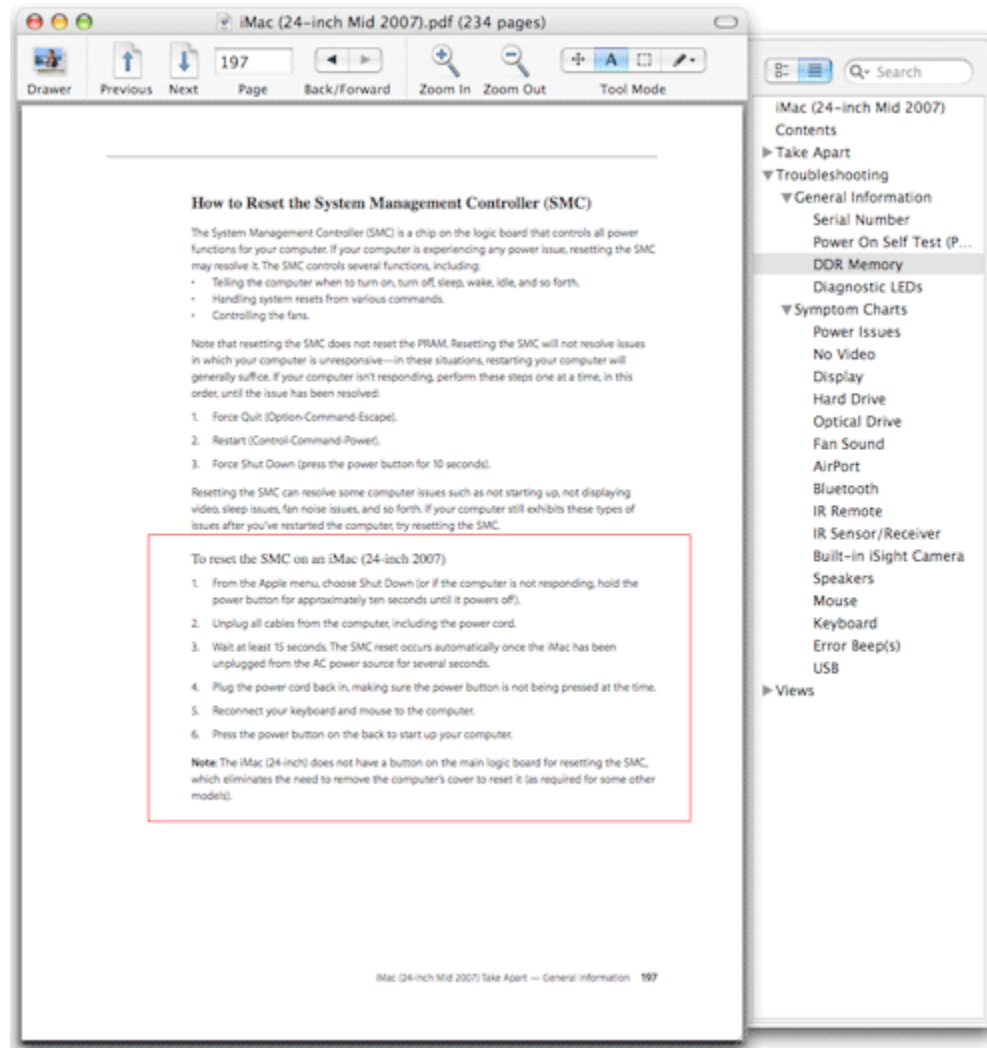 iMac (24-inch Mid 2007).pdf (234 pages)
197
Drawer Previous Next Page Back/Forward Zoom In Zoom Out Tool Mode
A
How to Reset the System Management Controller (SMC)
The System Management Controller (SMC) is a chip on the logic board that controls all power
functions for your computer. If your computer is experiencing any power issue, resetting the SMC
may resolve it. The SMC controls several functions, including:
• Telling the computer when to turn on, turn off, sleep, wake, idle, and so forth.
• Handling system resets from various commands.
• Controlling the fans.
Note that resetting the SMC does not reset the PRAM. Resetting the SMC will not resolve issues
in which your computer is unresponsive—in these situations, restarting your computer will
generally suffice. If your computer isn't responding, perform these steps one at a time, in this
order, until the issue has been resolved:
1. Force Quit (Option-Command-Escape).
2. Restart (Control-Command-Power).
3. Force Shut Down (press the power button for 10 seconds).
Resetting the SMC can resolve some computer issues such as not starting up, not displaying
video, sleep issues, fan noise issues, and so forth. If your computer still exhibits these types of
issues after you've restarted the computer, try resetting the SMC.
To reset the SMC on an iMac (24-inch 2007)
1. From the Apple menu, choose Shut Down (or if the computer is not responding, hold the
power button for approximately ten seconds until it powers off).
2. Unplug all cables from the computer, including the power cord.
3. Wait at least 15 seconds. The SMC reset occurs automatically once the iMac has been
unplugged from the AC power source for several seconds.
4. Plug the power cord back in, making sure the power button is not being pressed at the time.
5. Reconnect your keyboard and mouse to the computer.
6. Press the power button on the back to start up your computer.
Note: The iMac (24-inch) does not have a button on the main logic board for resetting the SMC,
which eliminates the need to remove the computer's cover to reset it (as required for some other
models).
iMac (24-inch Mid 2007) Take Apart — General Information 197
Search
iMac (24-inch Mid 2007)
Contents
Take Apart
Troubleshooting
General Information
Serial Number
Power On Self Test (P...
DDR Memory
Diagnostic LEDs
Symptom Charts
Power Issues
No Video
Display
Hard Drive
Optical Drive
Fan Sound
AirPort
Bluetooth
IR Remote
IR Sensor/Receiver
Built-in iSight Camera
Speakers
Mouse
Keyboard
Error Beep(s)
USB
Views